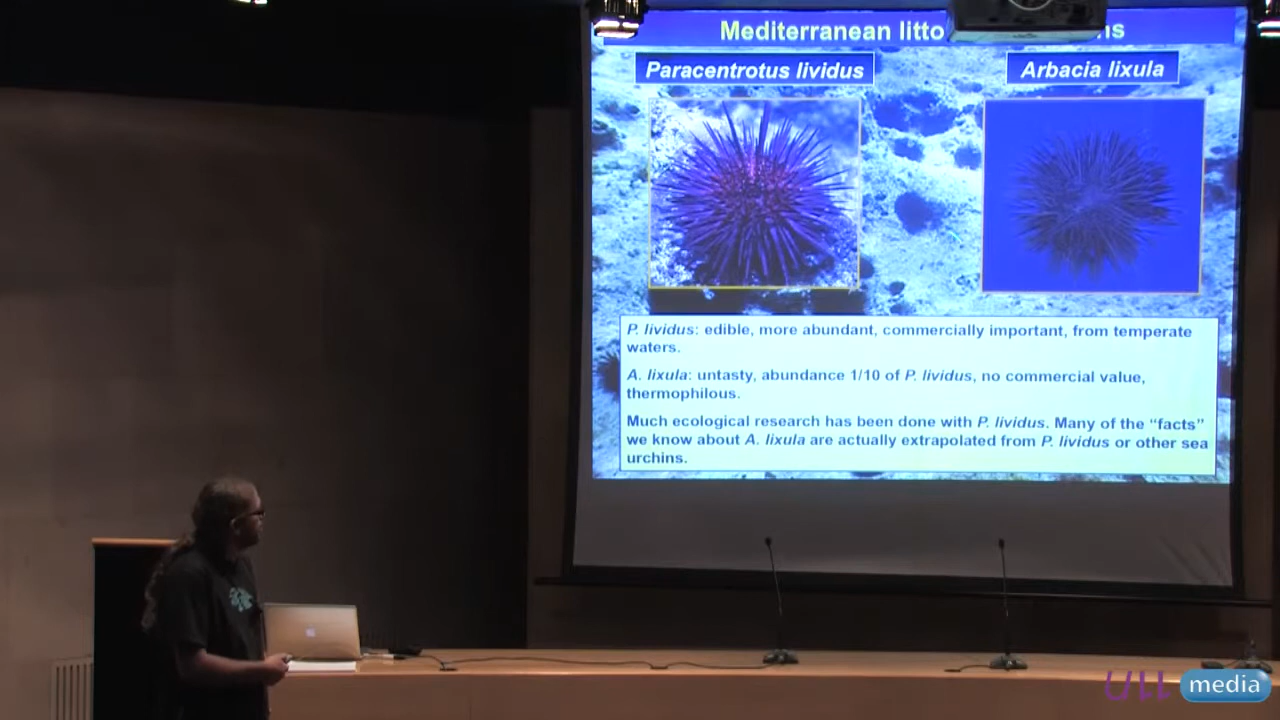 Mediterranean litto ns
Paracentrotus lividus
Arbacia lixula
P. lividus: edible, more abundant, commercially important, from temperate
waters.
A. lixula: untasty, abundance 1/10 of P. lividus, no commercial value,
thermophilous.
Much ecological research has been done with P. lividus. Many of the “facts”
we know about A. lixula are actually extrapolated from P. lividus or other sea
urchins.
ULL media